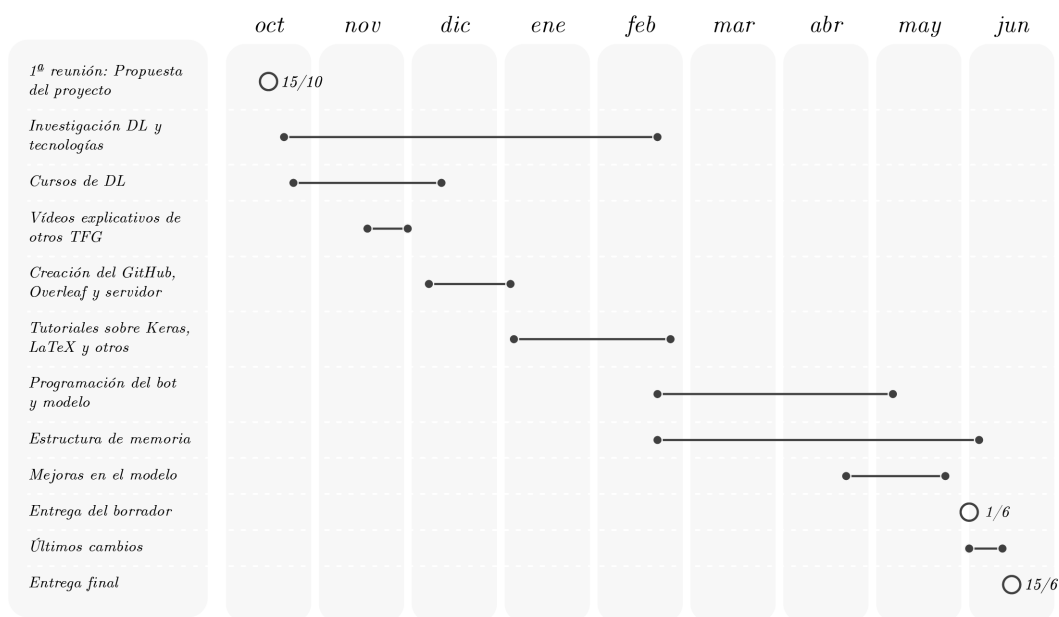 oct nov dic ene feb mar abr may jun
1ª reunión: Propuesta
del proyecto
15/10
Investigación DL y
tecnologías
Cursos de DL
Vídeos explicativos de
otros TFG
Creación del GitHub,
Overleaf y servidor
Tutoriales sobre Keras,
LaTeX y otros
Programación del bot
y modelo
Estructura de memoria
Mejoras en el modelo
Entrega del borrador
1/6
Últimos cambios
Entrega final
15/6